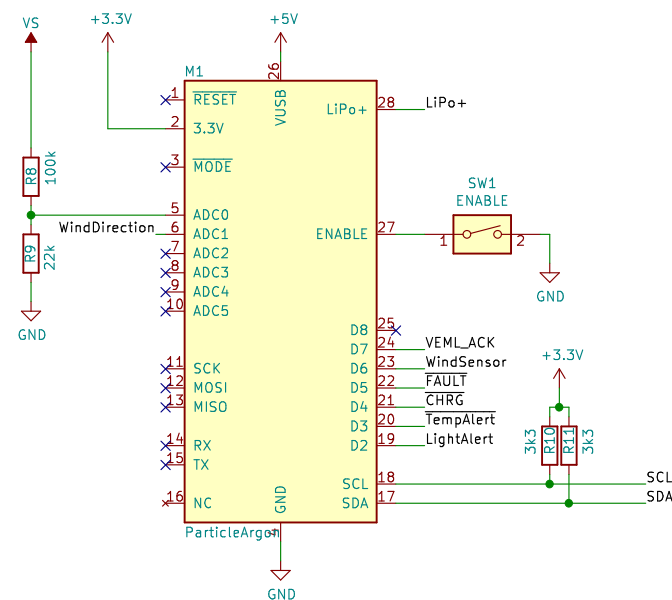 VS
+3.3V
+5V
M1
26
VUSB
1
RESET
2
3.3V
3
MODE
LiPo+
28
LiPo+
R8
100k
5
ADC0
WindDirection
6
ADC1
7
ADC2
8
ADC3
9
ADC4
10
ADC5
R9
22k
GND
ENABLE
27
SW1
ENABLE
1
2
GND
D8
25
D7
24
VEML_ACK
D6
23
WindSensor
D5
22
FAULT
D4
21
CHRG
D3
20
TempAlert
D2
19
LightAlert
11
SCK
12
MOSI
13
MISO
14
RX
15
TX
16
NC
+3.3V
3k3
R10
R11
3k3
SCL
18
SCL
SDA
17
SDA
GND
4
ParticleArgon
GND